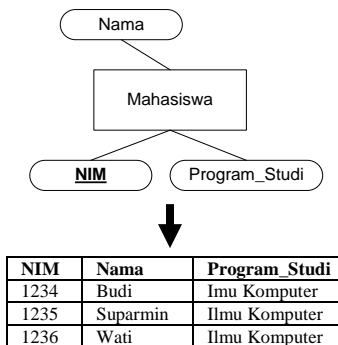 Nama
Mahasiswa
NIM
Program_Studi
NIM Nama Program_Studi
1234 Budi Imu Komputer
1235 Suparmin Ilmu Komputer
1236 Wati Ilmu Komputer